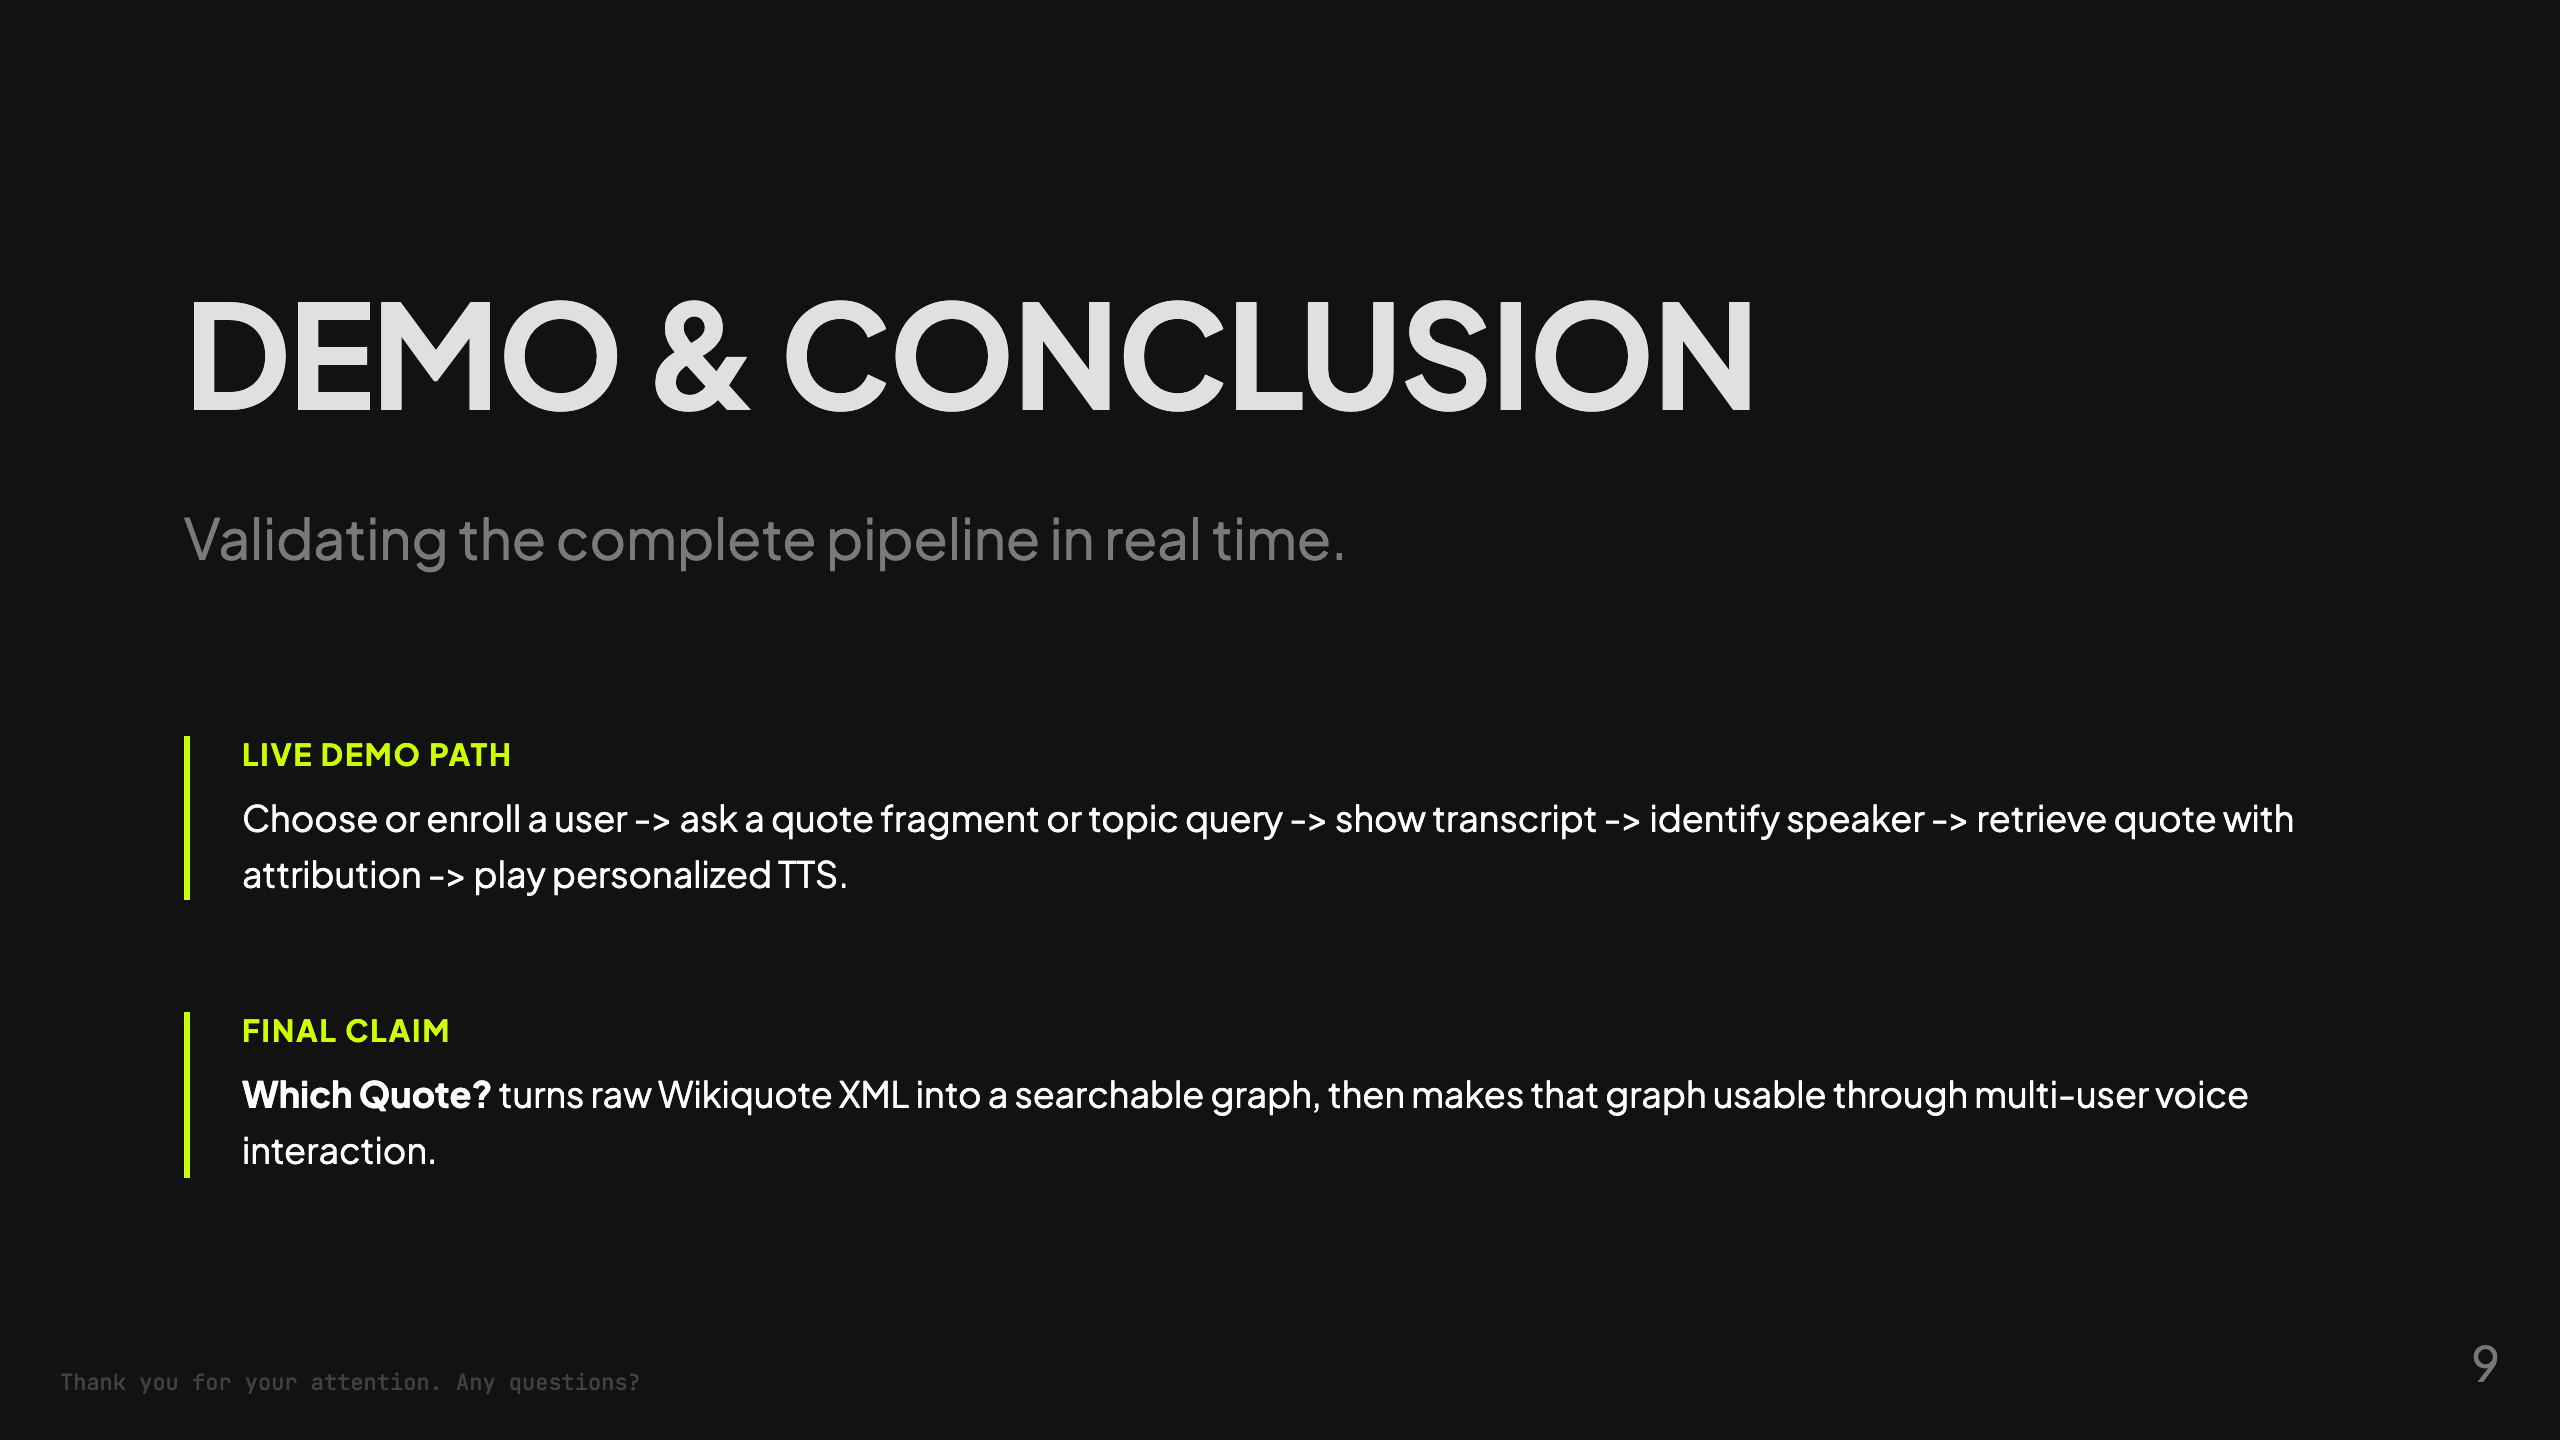 DEMO & CONCLUSION
Validating the complete pipeline in real time.
LIVE DEMO PATH
Choose or enroll a user -> ask a quote fragment or topic query -> show transcript -> identify speaker -> retrieve quote with
attribution -> play personalized TTS.
FINAL CLAIM
Which Quote? turns raw Wikiquote XML into a searchable graph, then makes that graph usable through multi-user voice
interaction.
Thank you for your attention. Any questions?
9